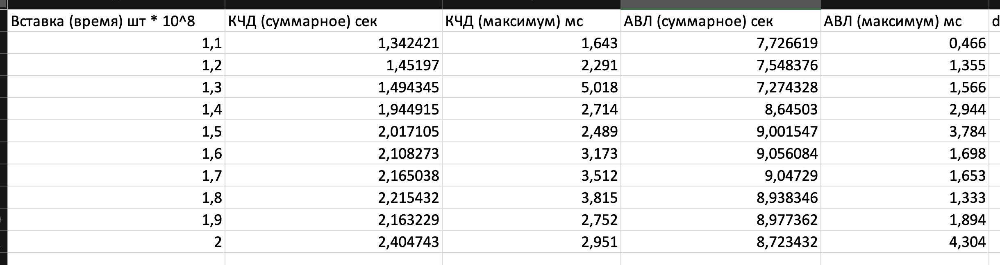 Вставка (время) шт * 10^8 КЧД (суммарное) сек КЧД (максимум) мс АВЛ (суммарное) сек АВЛ (максимум) мс
1,1 1,342421 1,643 7,726619 0,466
1,2 1,45197 2,291 7,548376 1,355
1,3 1,494345 5,018 7,274328 1,566
1,4 1,944915 2,714 8,64503 2,944
1,5 2,017105 2,489 9,001547 3,784
1,6 2,108273 3,173 9,056084 1,698
1,7 2,165038 3,512 9,04729 1,653
1,8 2,215432 3,815 8,938346 1,333
1,9 2,163229 2,752 8,977362 1,894
2 2,404743 2,951 8,723432 4,304